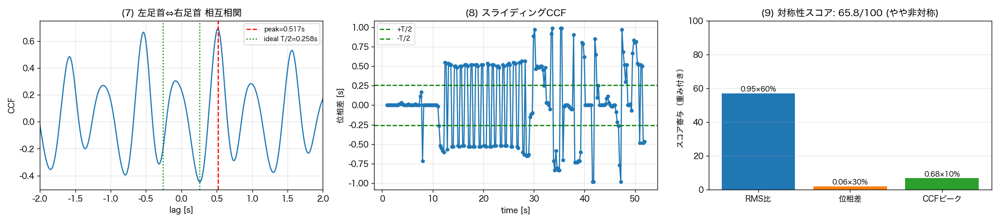 (7) 左足首⇔右足首 相互相関
peak=0.517s
ideal T/2=0.258s
CCF
0.6
0.4
0.2
0.0
-0.2
-0.4
-2.0 -1.5 -1.0 -0.5 0.0 0.5 1.0 1.5 2.0
lag [s]
(8) スライディングCCF
+T/2
-T/2
位相差 [s]
1.00
0.75
0.50
0.25
0.00
-0.25
-0.50
-0.75
-1.00
0 10 20 30 40 50
time [s]
(9) 対称性スコア: 65.8/100 (やや非対称)
スコア寄与（重み付き）
100
80
60
40
20
0
0.95×60%
0.06×30%
0.68×10%
RMS比 位相差 CCFピーク